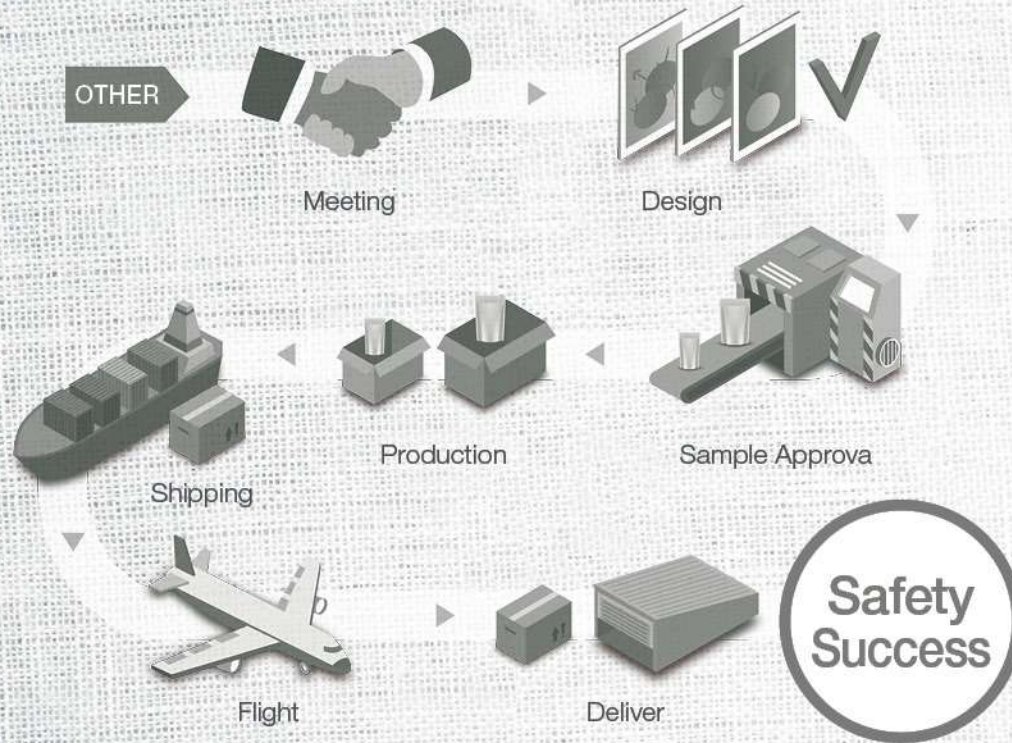 OTHER
Meeting
Design
Sample Approva
Production
Shipping
Flight
Deliver
Safety
Success